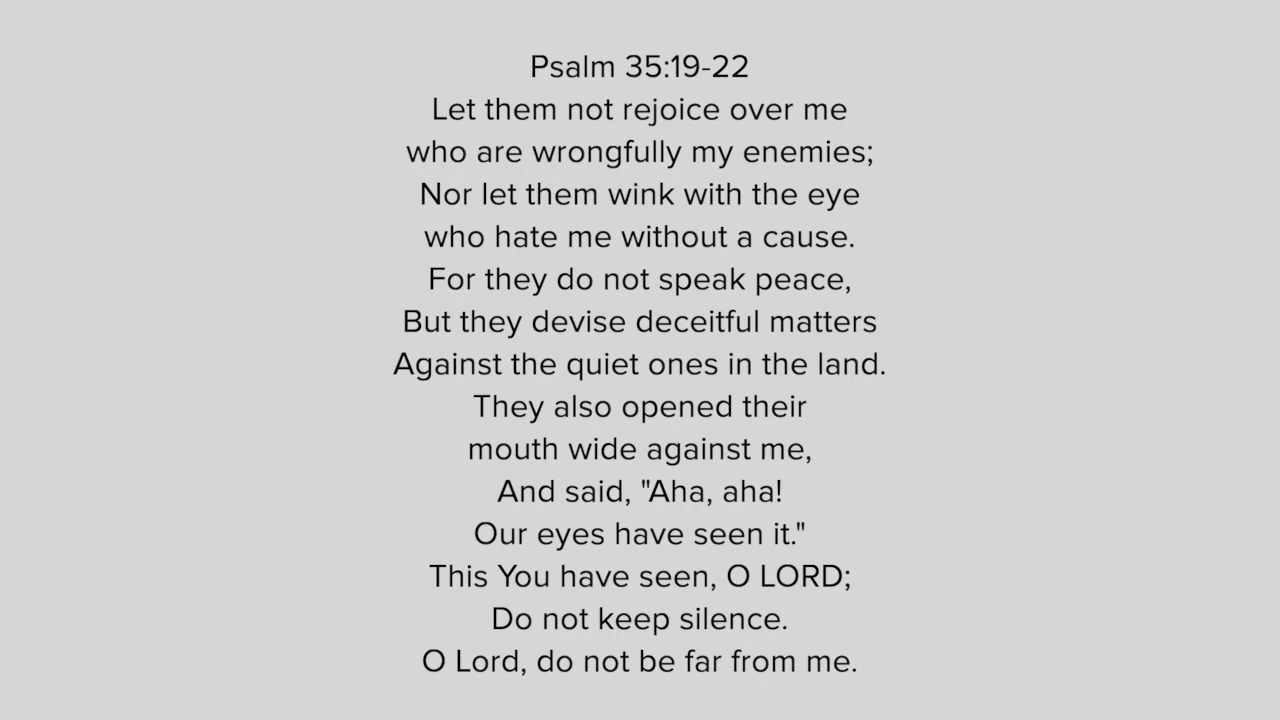 Psalm 35:19-22
Let them not rejoice over me
who are wrongfully my enemies;
Nor let them wink with the eye
who hate me without a cause.
For they do not speak peace,
But they devise deceitful matters
Against the quiet ones in the land.
They also opened their
mouth wide against me,
And said, "Aha, aha!
Our eyes have seen it."
This You have seen, O LORD;
Do not keep silence.
O Lord, do not be far from me.